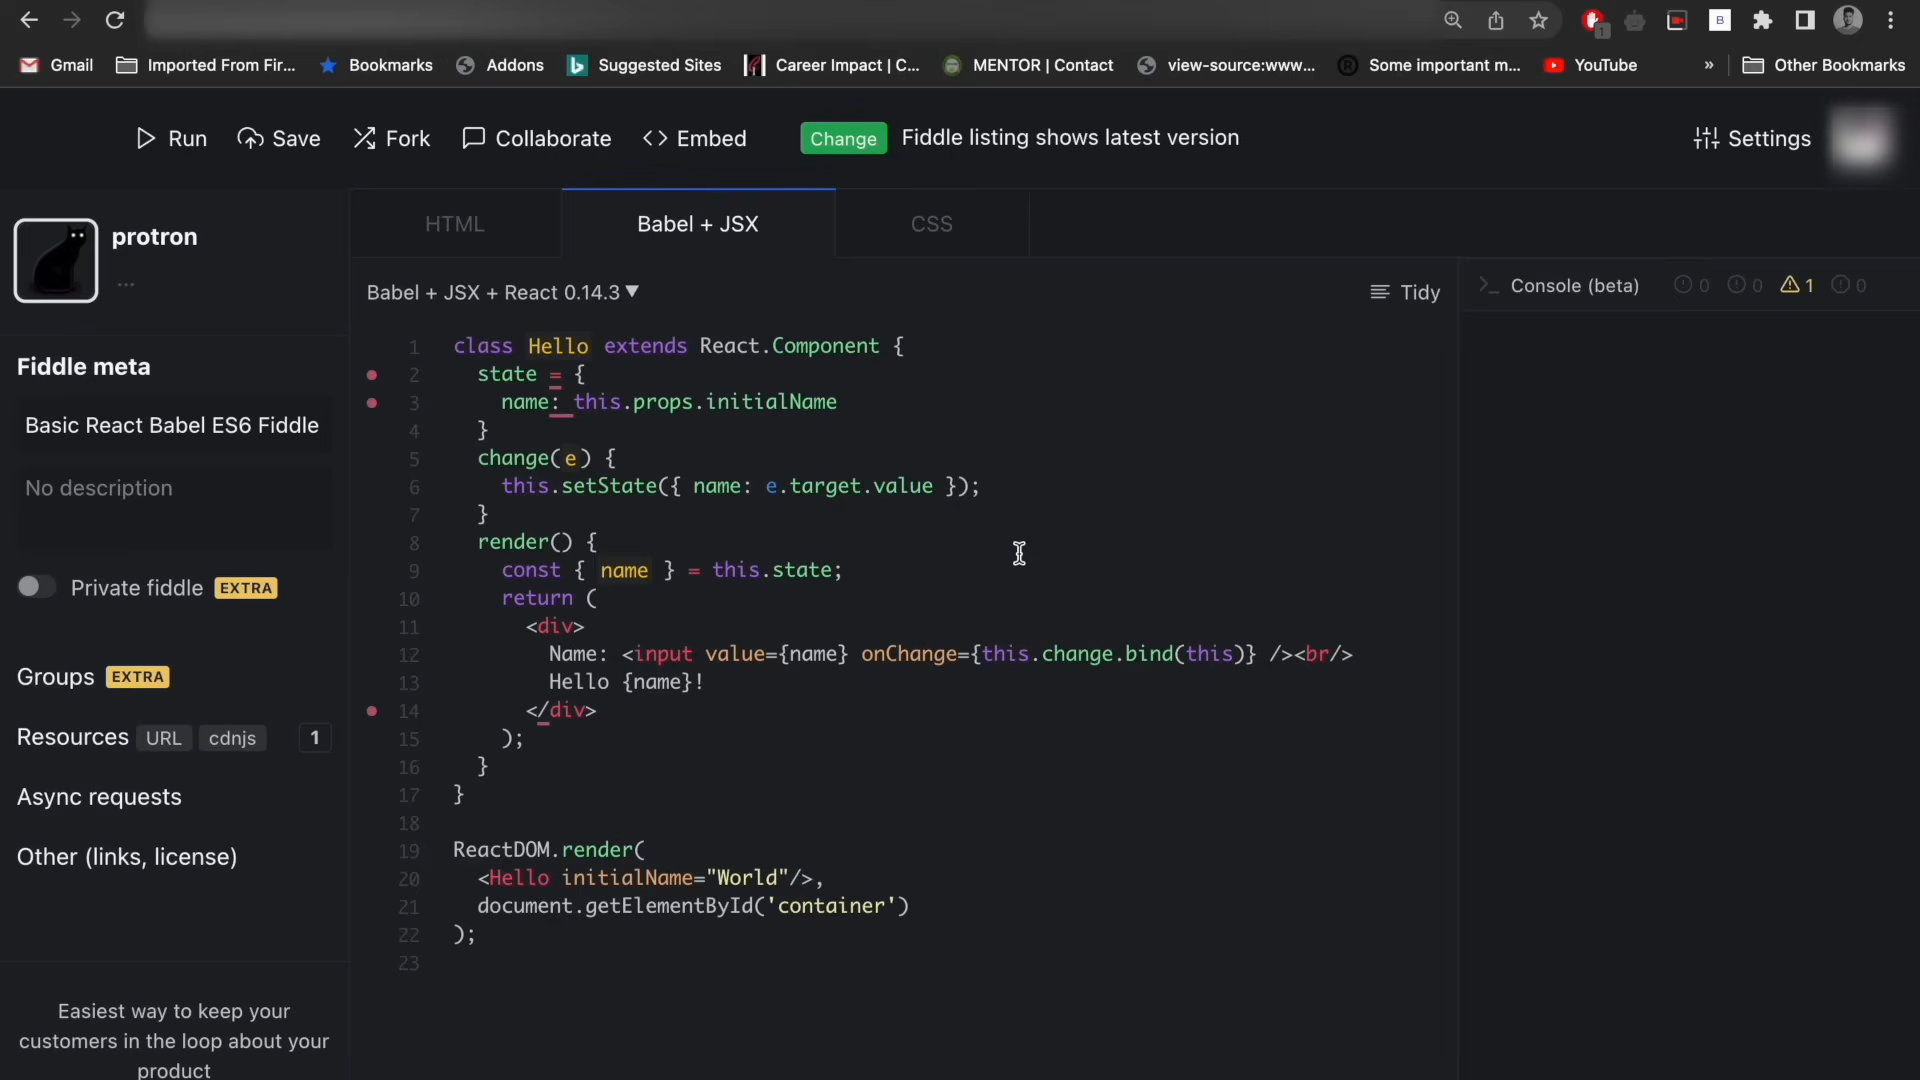 Gmail Imported From Fir... Bookmarks Addons Suggested Sites Career Impact | C... MENTOR | Contact view-source:www... Some important m... YouTube » Other Bookmarks
Run Save Fork Collaborate <> Embed Change Fiddle listing shows latest version Settings
protron
...
Fiddle meta
Basic React Babel ES6 Fiddle
No description
Private fiddle EXTRA
Groups EXTRA
Resources URL cdnjs 1
Async requests
Other (links, license)
Easiest way to keep your
customers in the loop about your
product
HTML Babel + JSX CSS
Babel + JSX + React 0.14.3 ▼ Tidy
1 class Hello extends React.Component {
2 state = {
3 name: this.props.initialName
4 }
5 change(e) {
6 this.setState({ name: e.target.value });
7 }
8 render() {
9 const { name } = this.state;
10 return (
11 <div>
12 Name: <input value={name} onChange={this.change.bind(this)} /><br/>
13 Hello {name}!
14 </div>
15 );
16 }
17 }
18
19 ReactDOM.render(
20 <Hello initialName="World"/>,
21 document.getElementById('container')
22 );
23
>_ Console (beta) 0 0 1 0
1
B